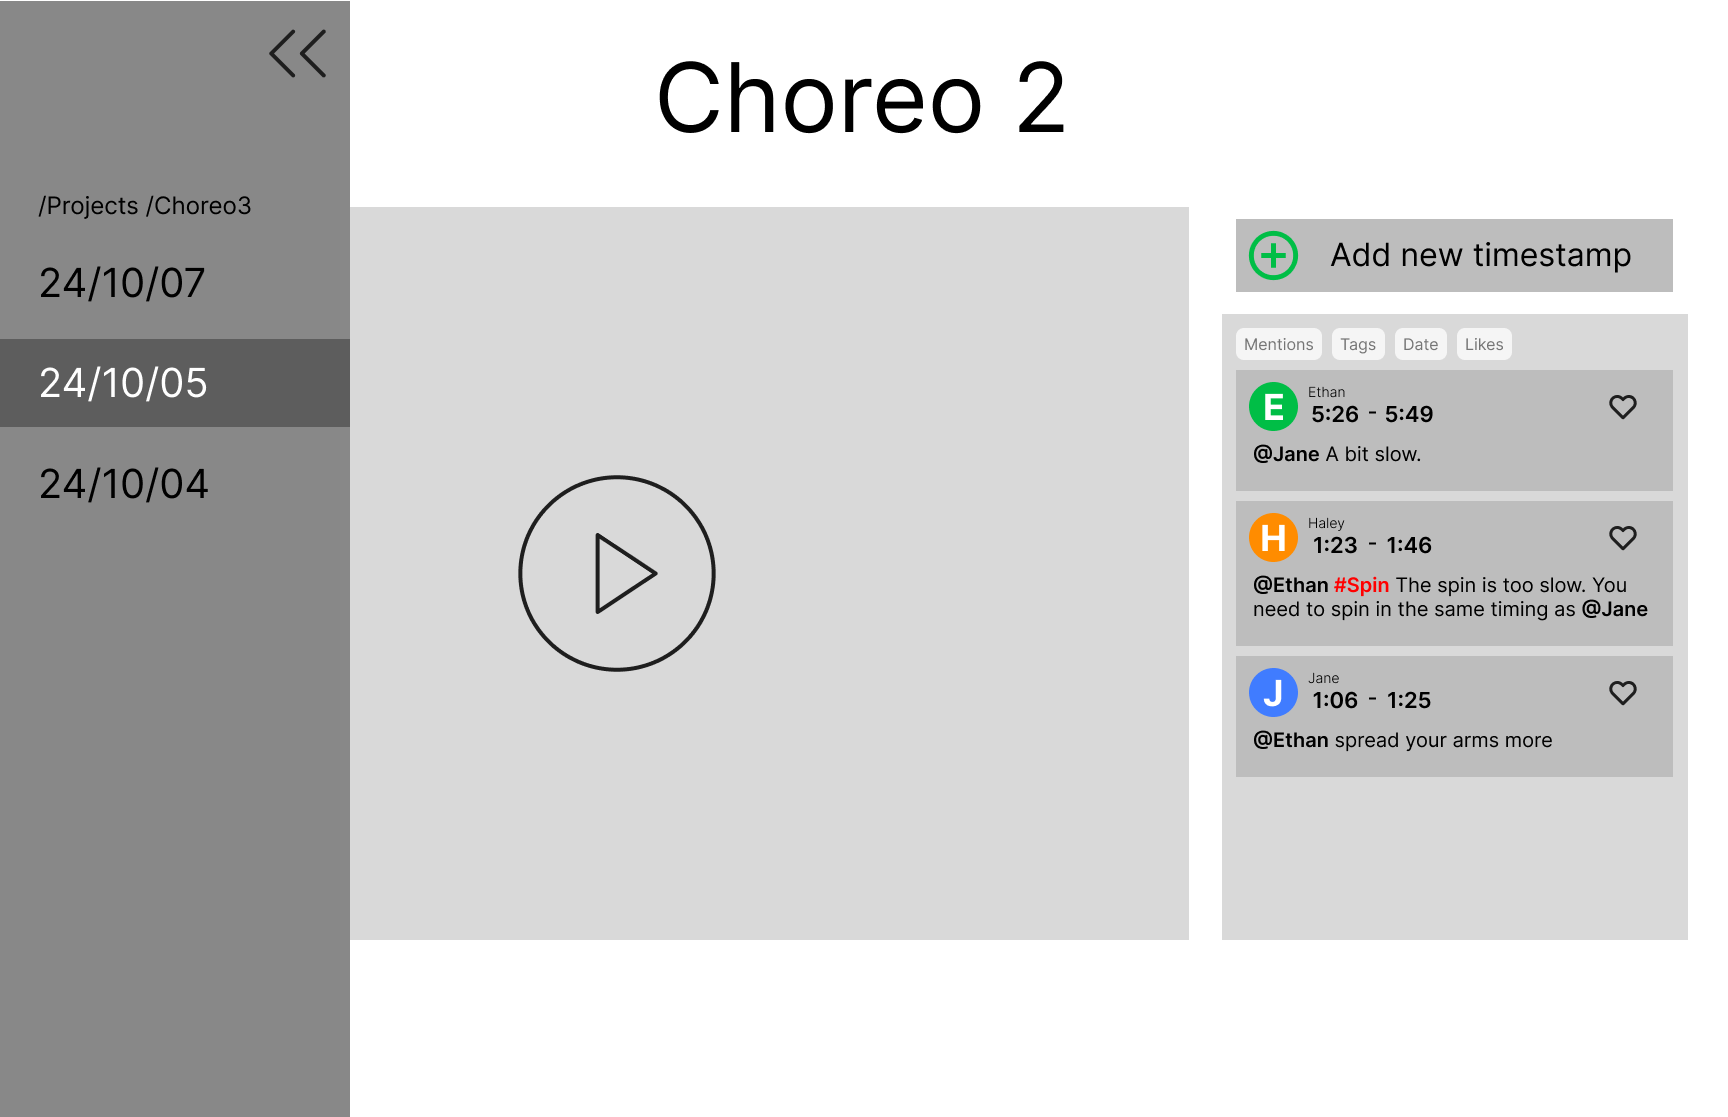 Choreo 2
/Projects /Choreo3
24/10/07
24/10/05
24/10/04
Add new timestamp
Mentions Tags Date Likes
E Ethan
5:26 - 5:49
@Jane A bit slow.
H Haley
1:23 - 1:46
@Ethan #Spin The spin is too slow. You
need to spin in the same timing as @Jane
J Jane
1:06 - 1:25
@Ethan spread your arms more